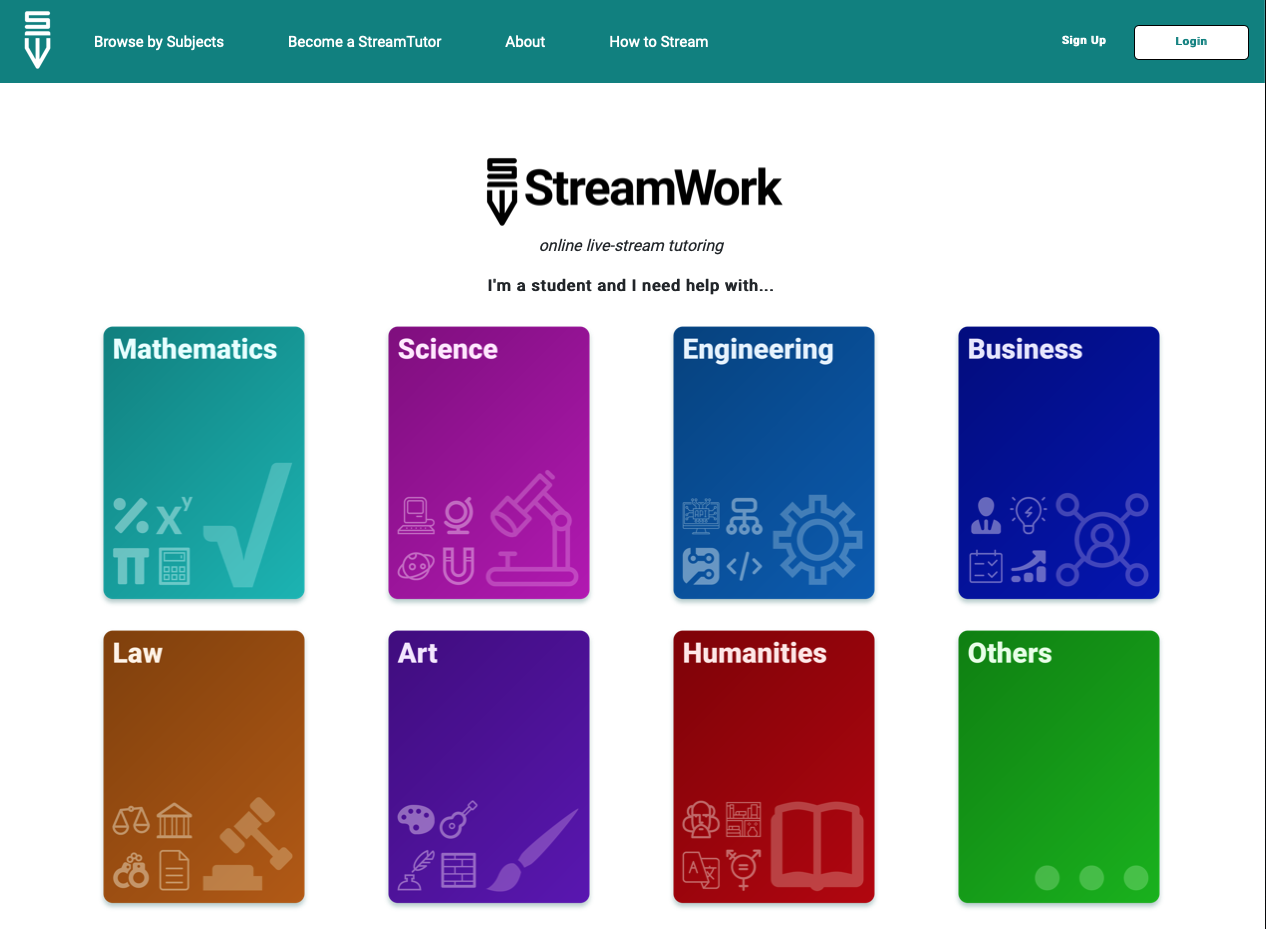 Browse by Subjects
Become a StreamTutor
About
How to Stream
Sign Up
Login
StreamWork
online live-stream tutoring
I'm a student and I need help with...
Mathematics
Science
Engineering
Business
Law
Art
Humanities
Others